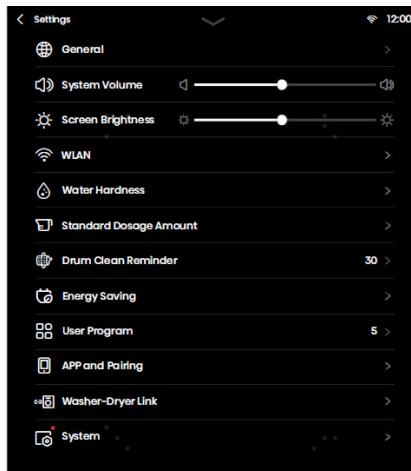 Settings 12:00
General
System Volume
Screen Brightness
WLAN
Water Hardness
Standard Dosage Amount
Drum Clean Reminder 30
Energy Saving
User Program 5
APP and Pairing
Washer-Dryer Link
System